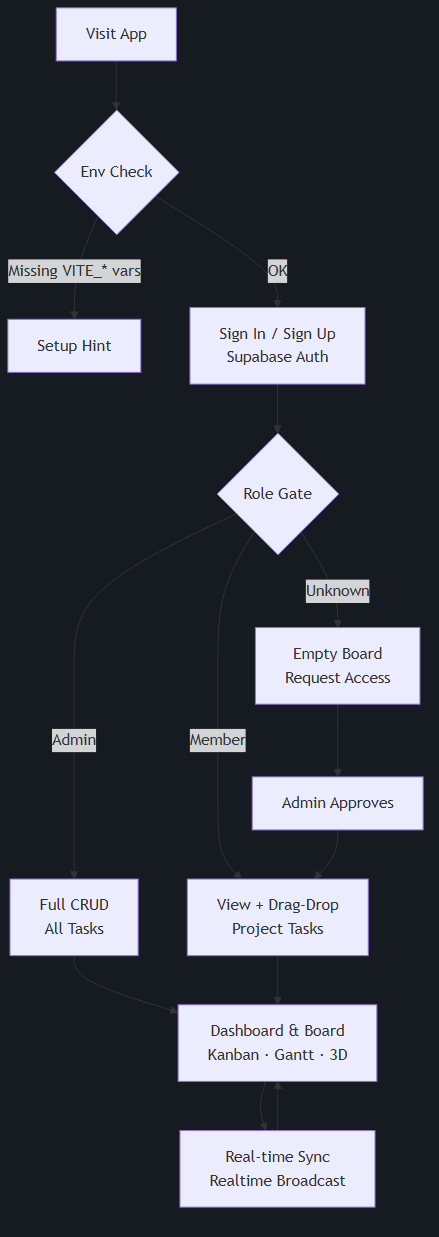 Visit App
Env Check
Missing VITE_* vars
OK
Setup Hint
Sign In / Sign Up
Supabase Auth
Role Gate
Unknown
Empty Board
Request Access
Admin
Member
Admin Approves
Full CRUD
All Tasks
View + Drag-Drop
Project Tasks
Dashboard & Board
Kanban · Gantt · 3D
Real-time Sync
Realtime Broadcast